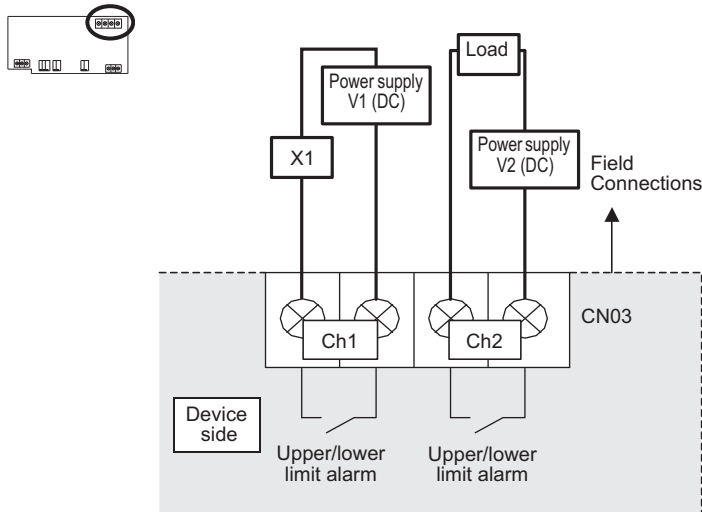 Load
Power supply
V1 (DC)
X1
Power supply
V2 (DC)
Field
Connections
CN03
Ch1
Ch2
Device
side
Upper/lower
limit alarm
Upper/lower
limit alarm